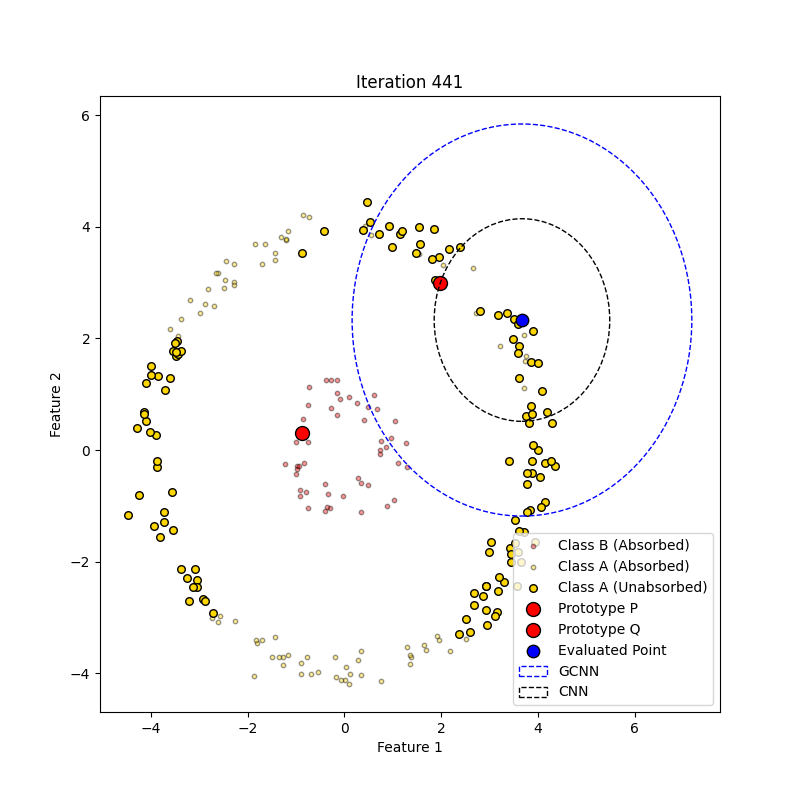 Iteration 441
6
4
2
0
−2
−4
Feature 2
−4
−2
0
2
4
6
Feature 1
Class B (Absorbed)
Class A (Absorbed)
Class A (Unabsorbed)
Prototype P
Prototype Q
Evaluated Point
GCNN
CNN